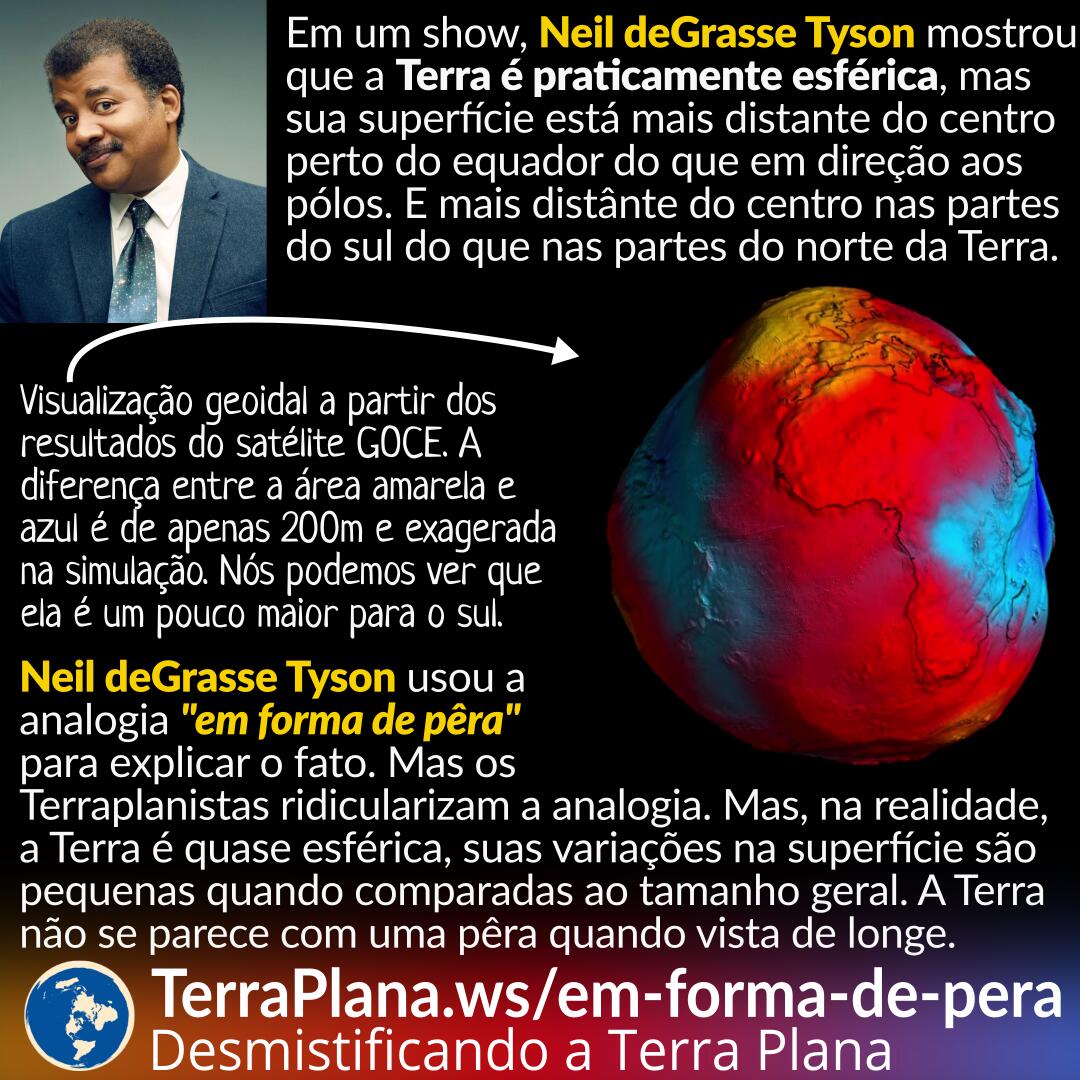 Em um show, Neil deGrasse Tyson mostrou
que a Terra é praticamente esférica, mas
sua superfície está mais distante do centro
perto do equador do que em direção aos
pólos. E mais distânte do centro nas partes
do sul do que nas partes do norte da Terra.
Visualização geoidal a partir dos
resultados do satélite GOCE. A
diferença entre a área amarela e
azul é de apenas 200m e exagerada
na simulação. Nós podemos ver que
ela é um pouco maior para o sul.
Neil deGrasse Tyson usou a
analogia "em forma de pêra"
para explicar o fato. Mas os
Terraplanistas ridicularizam a analogia. Mas, na realidade,
a Terra é quase esférica, suas variações na superfície são
pequenas quando comparadas ao tamanho geral. A Terra
não se parece com uma pêra quando vista de longe.
TerraPlana.ws/em-forma-de-pera
Desmistificando a Terra Plana